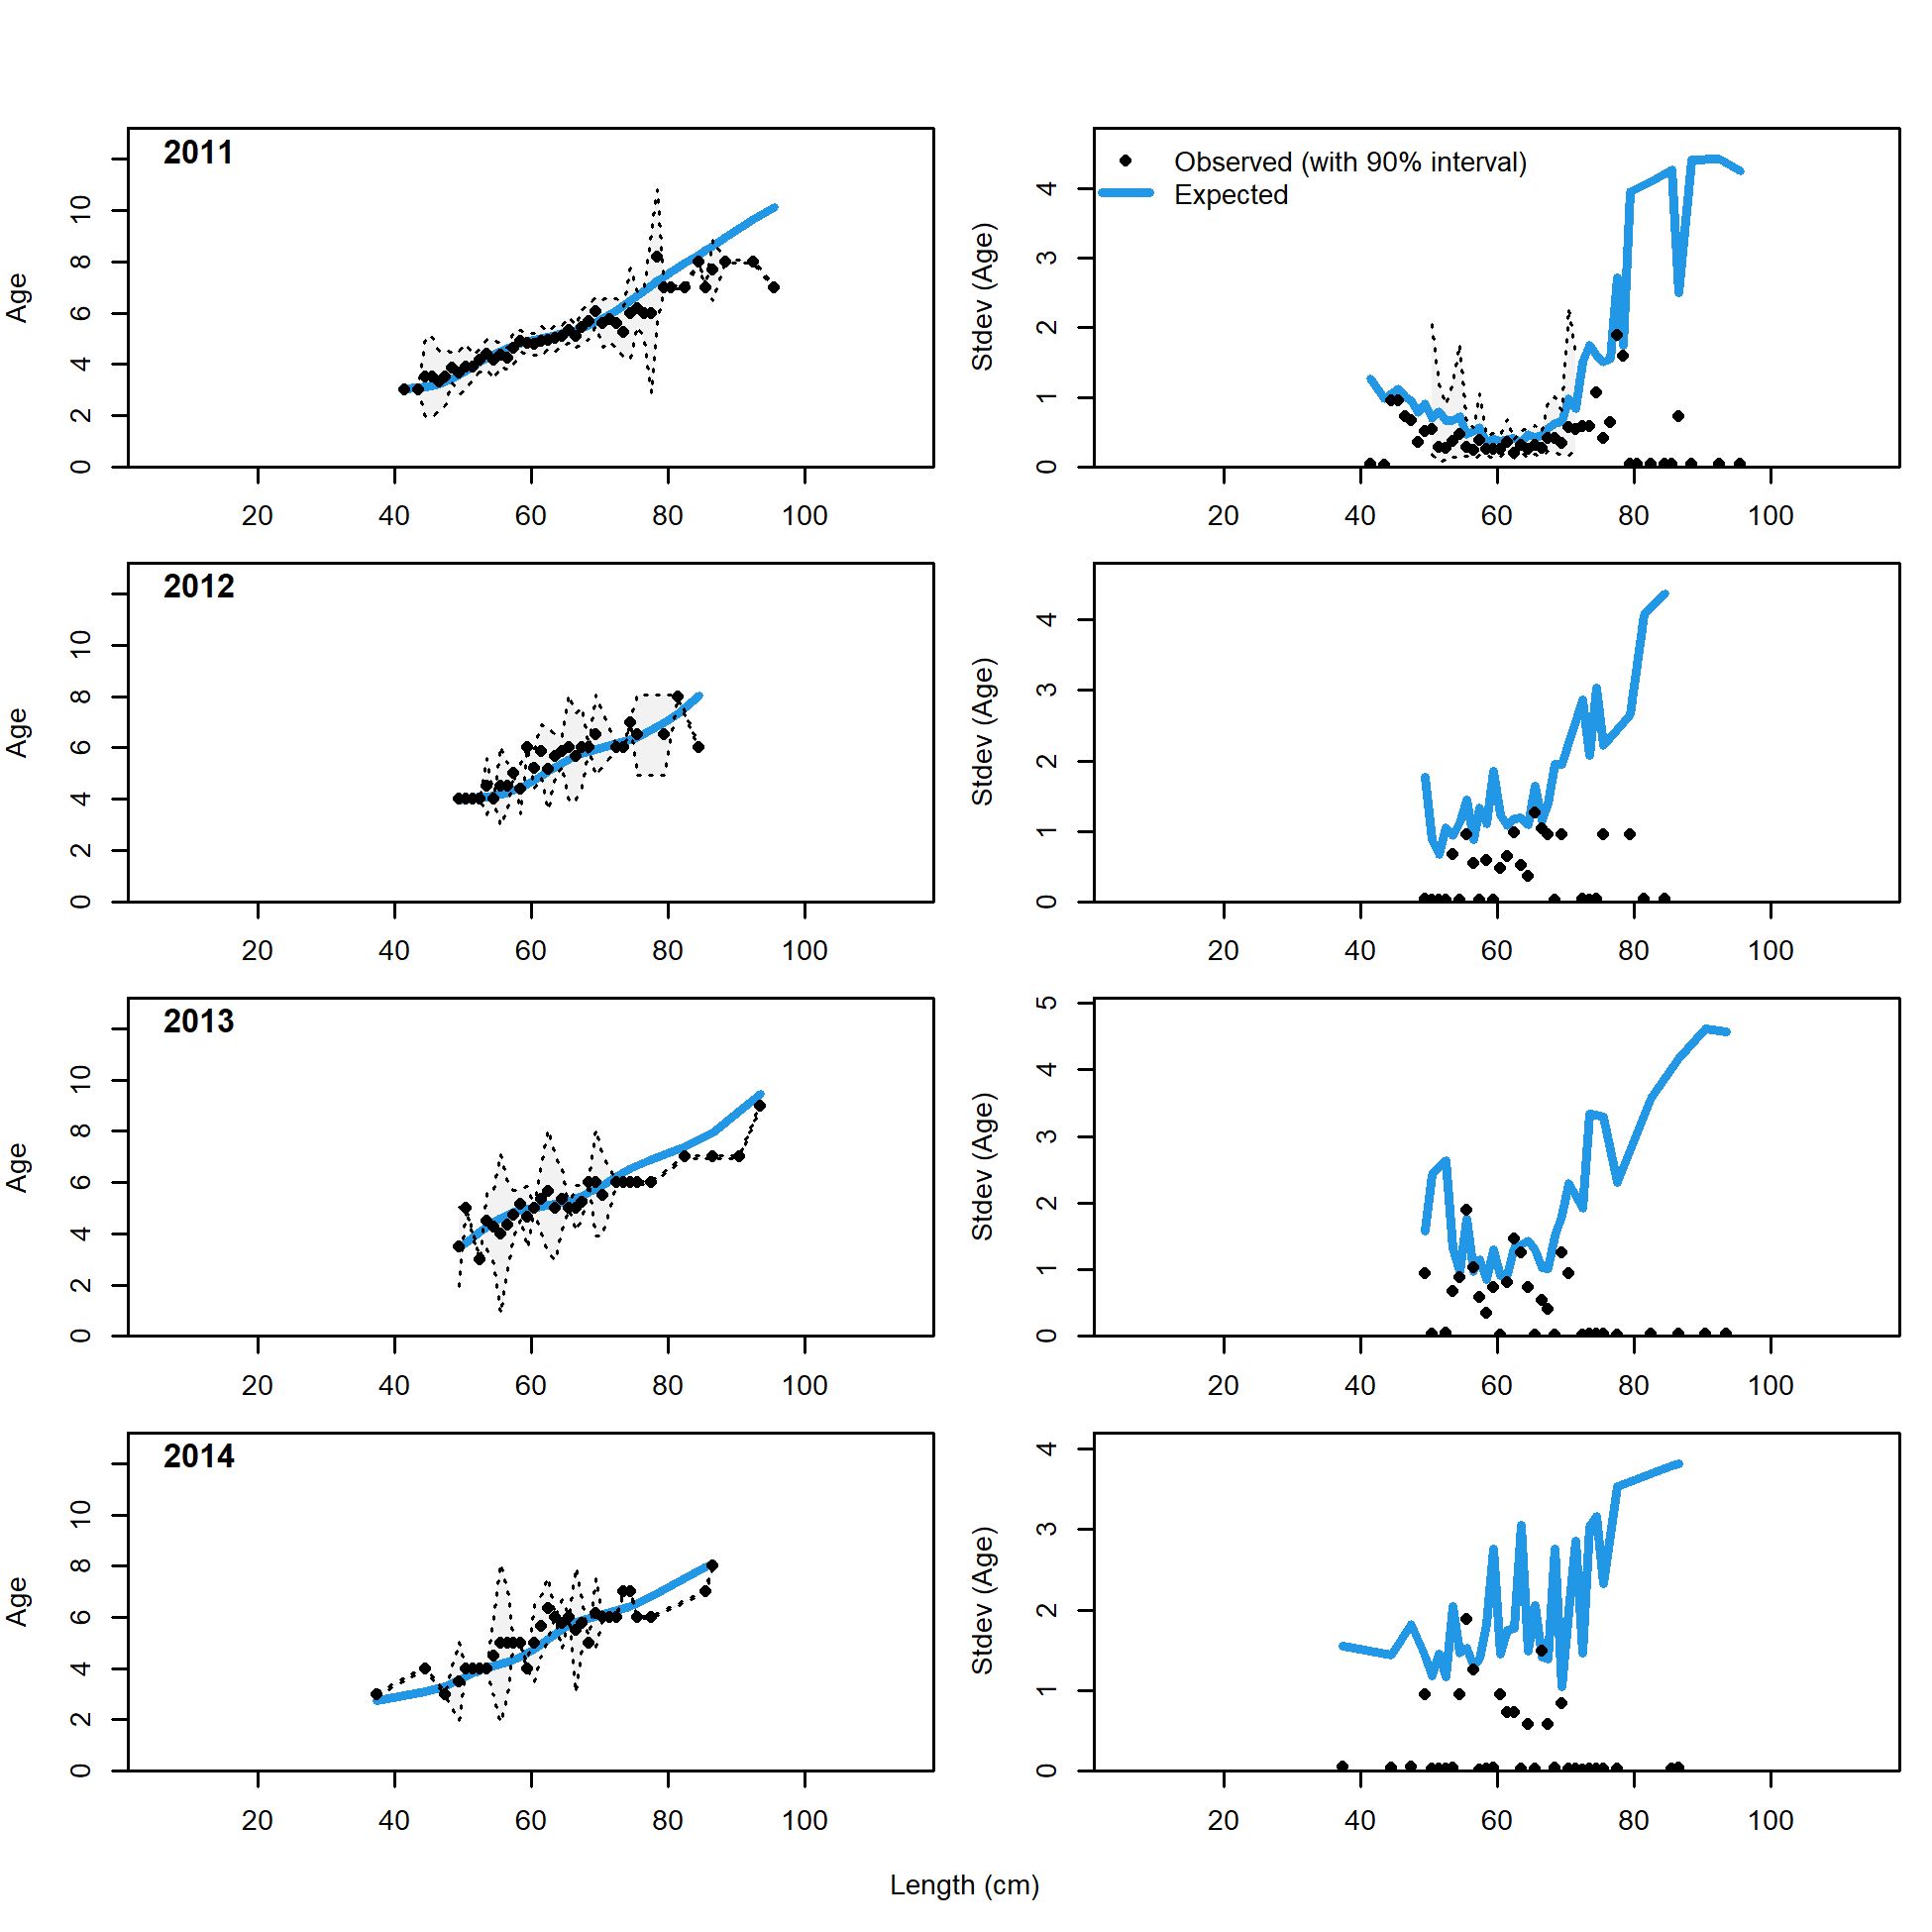 2011
Age
0 2 4 6 8 10
20 40 60 80 100
Observed (with 90% interval)
Expected
Stdev (Age)
0 1 2 3 4
20 40 60 80 100
2012
Age
0 2 4 6 8 10
20 40 60 80 100
Stdev (Age)
0 1 2 3 4
20 40 60 80 100
2013
Age
0 2 4 6 8 10
20 40 60 80 100
Stdev (Age)
0 1 2 3 4 5
20 40 60 80 100
2014
Age
0 2 4 6 8 10
20 40 60 80 100
Stdev (Age)
0 1 2 3 4
20 40 60 80 100
Length (cm)